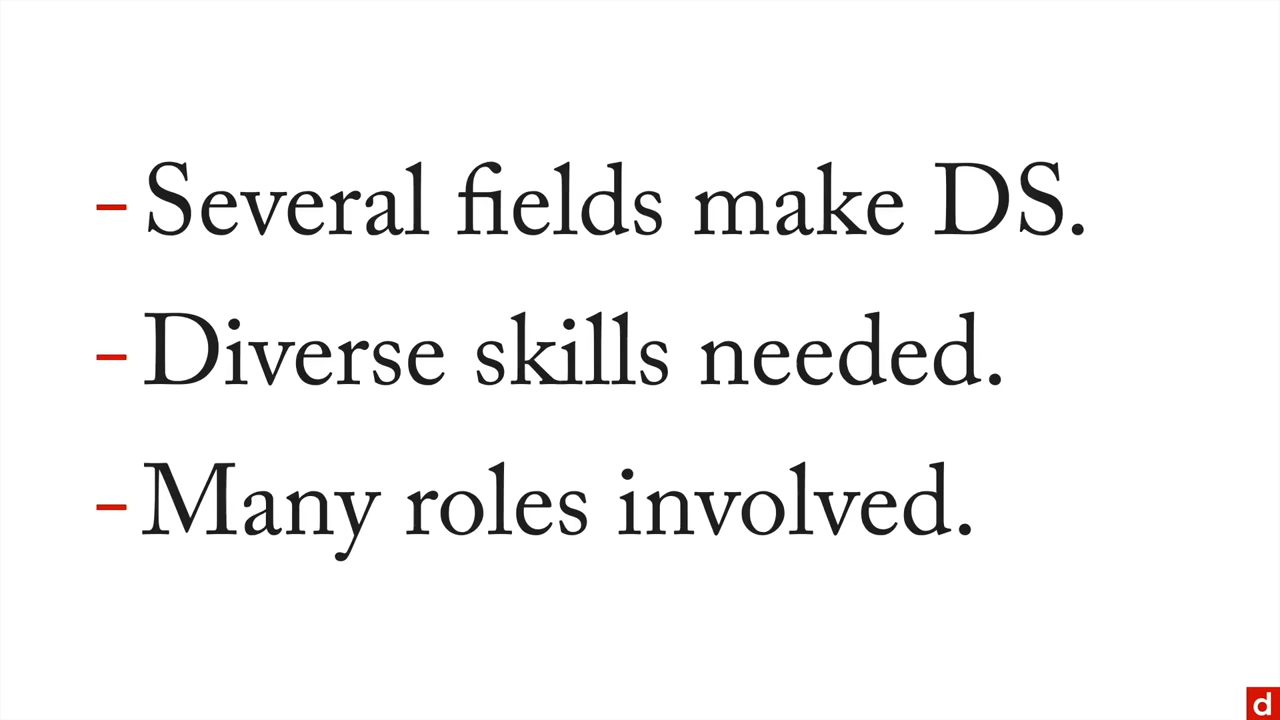 – Several fields make DS.
– Diverse skills needed.
– Many roles involved.
d